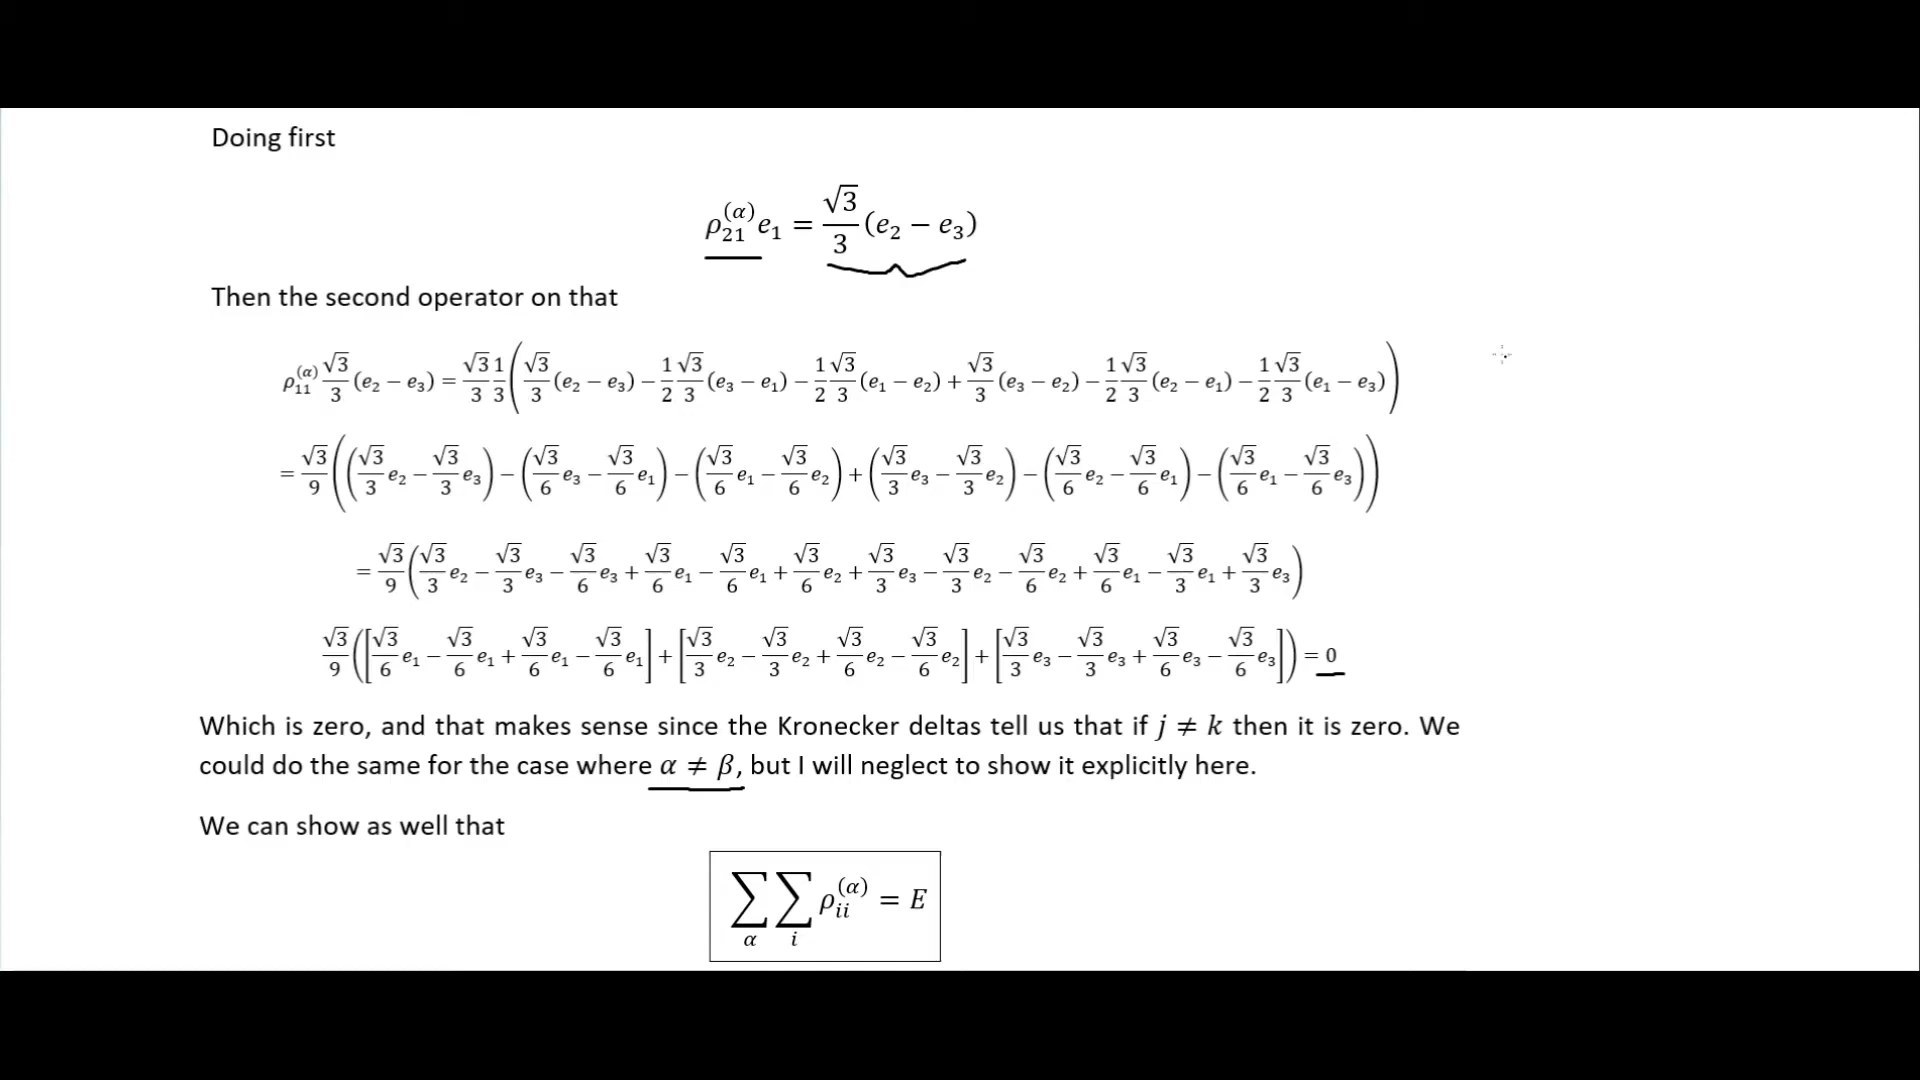 Doing first
ρ₂₁^(α) e₁ = √3/3 (e₂ − e₃)
Then the second operator on that
ρ₁₁^(α) √3/3 (e₂ − e₃) = √3/3 1/3 ( √3/3 (e₂ − e₃) − 1/2 √3/3 (e₃ − e₁) − 1/2 √3/3 (e₁ − e₂) + √3/3 (e₃ − e₂) − 1/2 √3/3 (e₂ − e₁) − 1/2 √3/3 (e₁ − e₃) )
= √3/9 ( ( √3/3 e₂ − √3/3 e₃ ) − ( √3/6 e₃ − √3/6 e₁ ) − ( √3/6 e₁ − √3/6 e₂ ) + ( √3/3 e₃ − √3/3 e₂ ) − ( √3/6 e₂ − √3/6 e₁ ) − ( √3/6 e₁ − √3/6 e₃ ) )
= √3/9 ( √3/3 e₂ − √3/3 e₃ − √3/6 e₃ + √3/6 e₁ − √3/6 e₁ + √3/6 e₂ + √3/3 e₃ − √3/3 e₂ − √3/6 e₂ + √3/6 e₁ − √3/3 e₁ + √3/3 e₃ )
√3/9 ( [ √3/6 e₁ − √3/6 e₁ + √3/6 e₁ − √3/6 e₁ ] + [ √3/3 e₂ − √3/3 e₂ + √3/6 e₂ − √3/6 e₂ ] + [ √3/3 e₃ − √3/3 e₃ + √3/6 e₃ − √3/6 e₃ ] ) = 0
Which is zero, and that makes sense since the Kronecker deltas tell us that if j ≠ k then it is zero. We
could do the same for the case where α ≠ β, but I will neglect to show it explicitly here.
We can show as well that
∑_α ∑_i ρ_ii^(α) = E